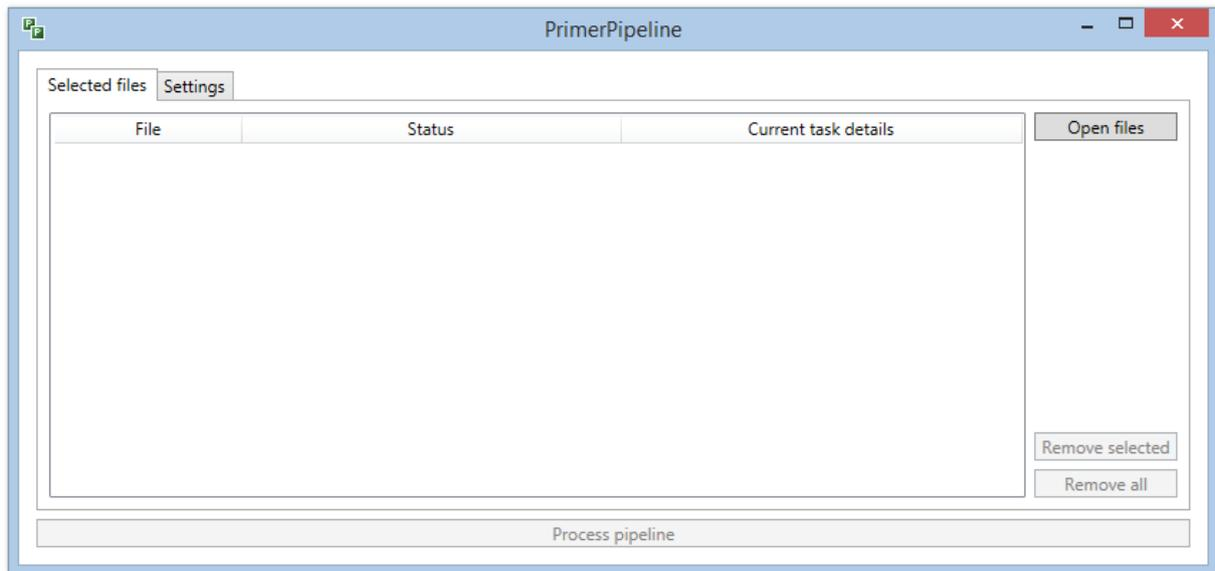 PrimerPipeline
Selected files Settings
File Status Current task details Open files
Remove selected
Remove all
Process pipeline